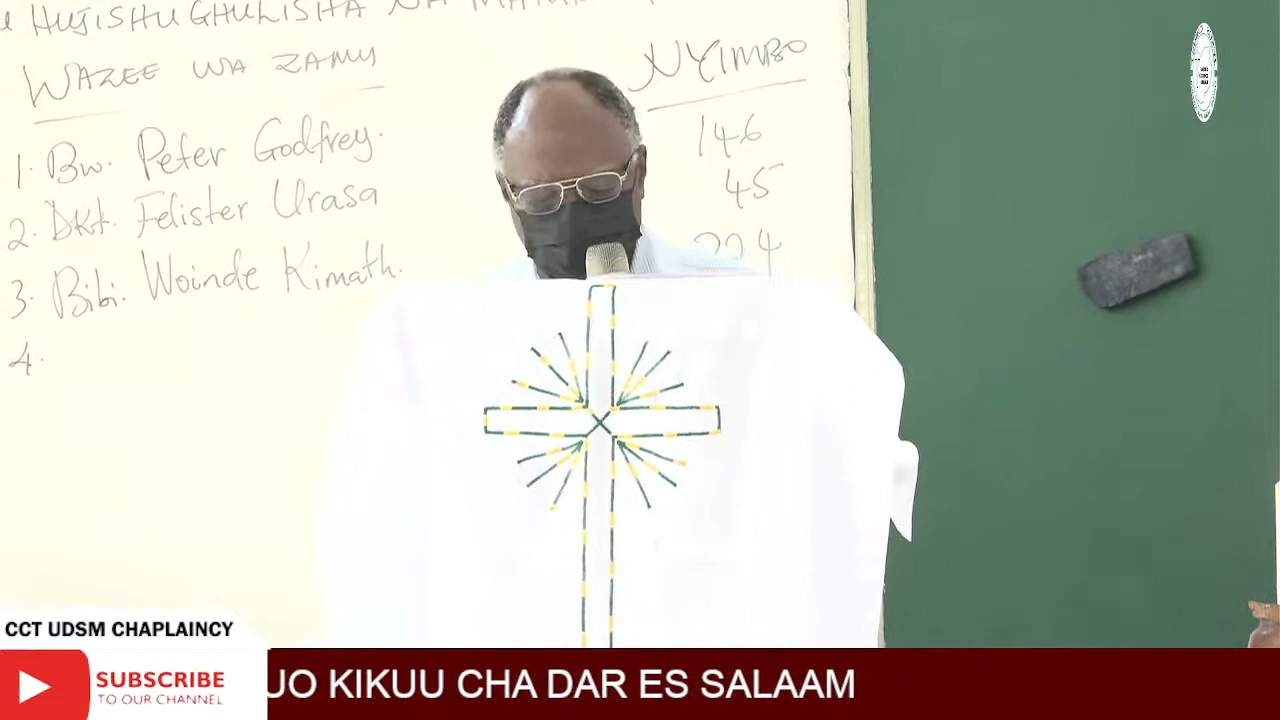 HUJISHUGHULISHA NA
WAZEE WA ZAMU
NYIMBO
1. Bw. Peter Godfrey.
146
2. Dkt. Felister Urasa
45
3. Bibi. Woinde Kimath.
4.
CCT UDSM CHAPLAINCY
SUBSCRIBE
TO OUR CHANNEL
UO KIKUU CHA DAR ES SALAAM